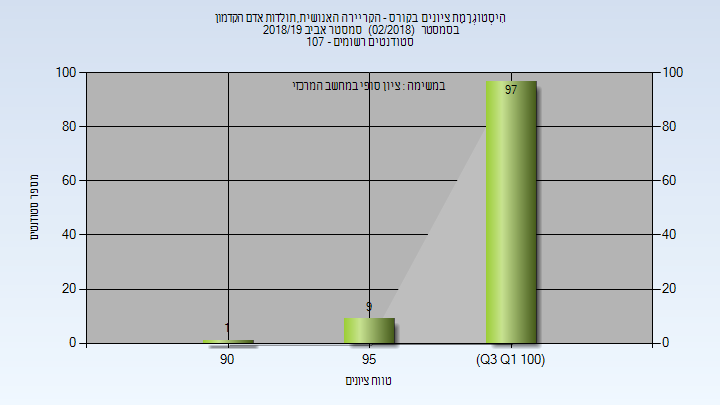 היסטוגרמת ציונים בקורס - הקריירה האנושית,תולדות אדם הקדמון
בסמסטר (02/2018) סמסטר אביב 2018/19
סטודנטים רשומים - 107
במשימה : ציון סופי במחשב המרכזי
100 100
80 80
60 60
40 40
20 20
0 0
מספר סטודנטים
1
9
97
90
95
(Q3 Q1 100)
טווח ציונים